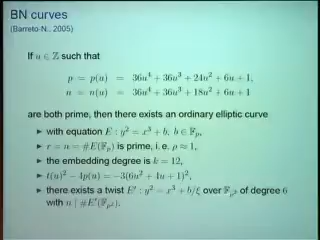 BN curves
(Barreto-N., 2005)
If u ∈ ℤ such that
p = p(u) = 36u⁴ + 36u³ + 24u² + 6u + 1,
n = n(u) = 36u⁴ + 36u³ + 18u² + 6u + 1
are both prime, then there exists an ordinary elliptic curve
▶ with equation E : y² = x³ + b, b ∈ 𝔽ₚ,
▶ r = n = #E(𝔽ₚ) is prime, i. e. ρ ≈ 1,
▶ the embedding degree is k = 12,
▶ t(u)² − 4p(u) = −3(6u² + 4u + 1)²,
▶ there exists a twist E′ : y² = x³ + b/ξ over 𝔽ₚ² of degree 6
with n | #E′(𝔽ₚ²).